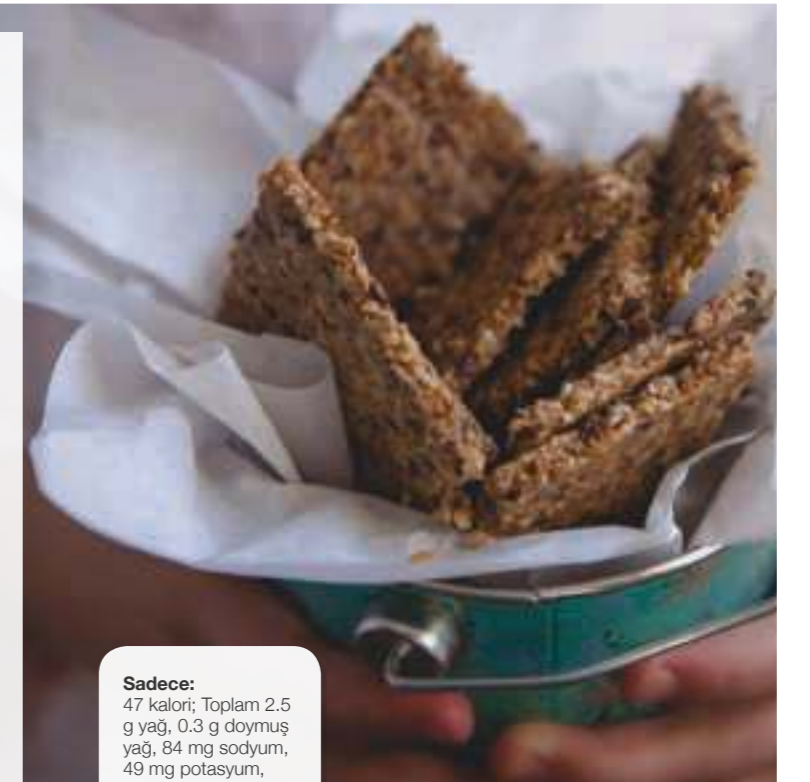 Sadece:
47 kalori; Toplam 2.5
g yağ, 0.3 g doymuş
yağ, 84 mg sodyum,
49 mg potasyum,